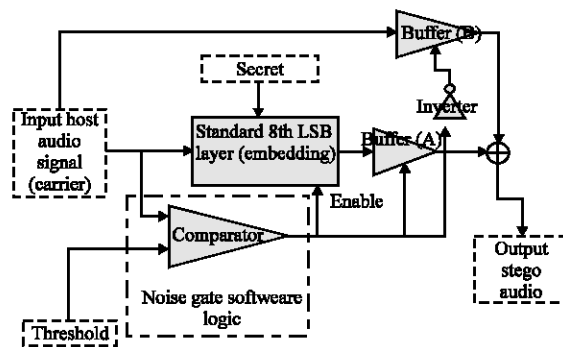 Buffer (B)
Secret
Inverter
Input host
audio
signal
(carrier)
Standard 8th LSB
layer (embedding)
Buffer (A)
Enable
Comparator
Output
stego
audio
Noise gate softweare
logic
Threshold